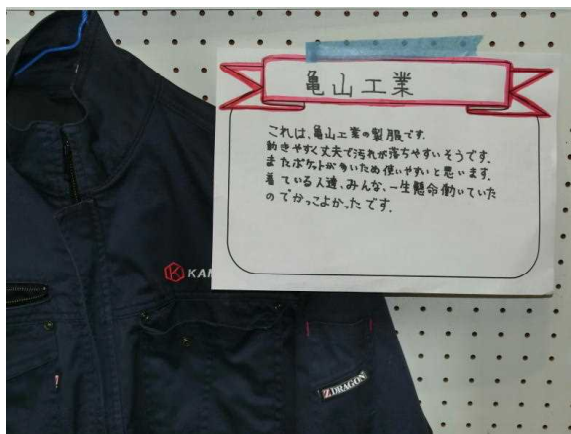 亀山工業
これは、亀山工業の製服です。
動きやすく丈夫で汚れが落ちやすいそうです。
またポケットが多いため使いやすいと思います。
着ている人達、みんな、一生懸命働いていた
のでかっこよかったです。
KAM
Z-DRAGON